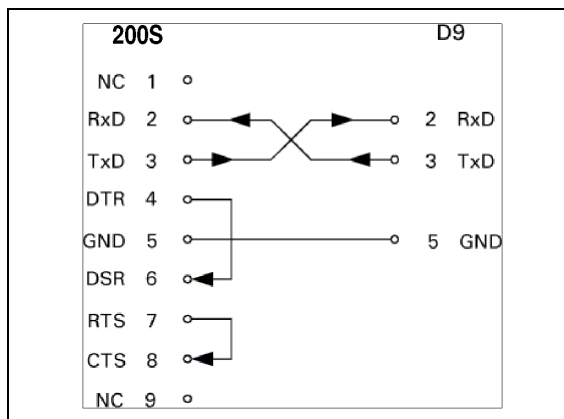 200S D9
NC 1
RxD 2 2 RxD
TxD 3 3 TxD
DTR 4
GND 5 5 GND
DSR 6
RTS 7
CTS 8
NC 9